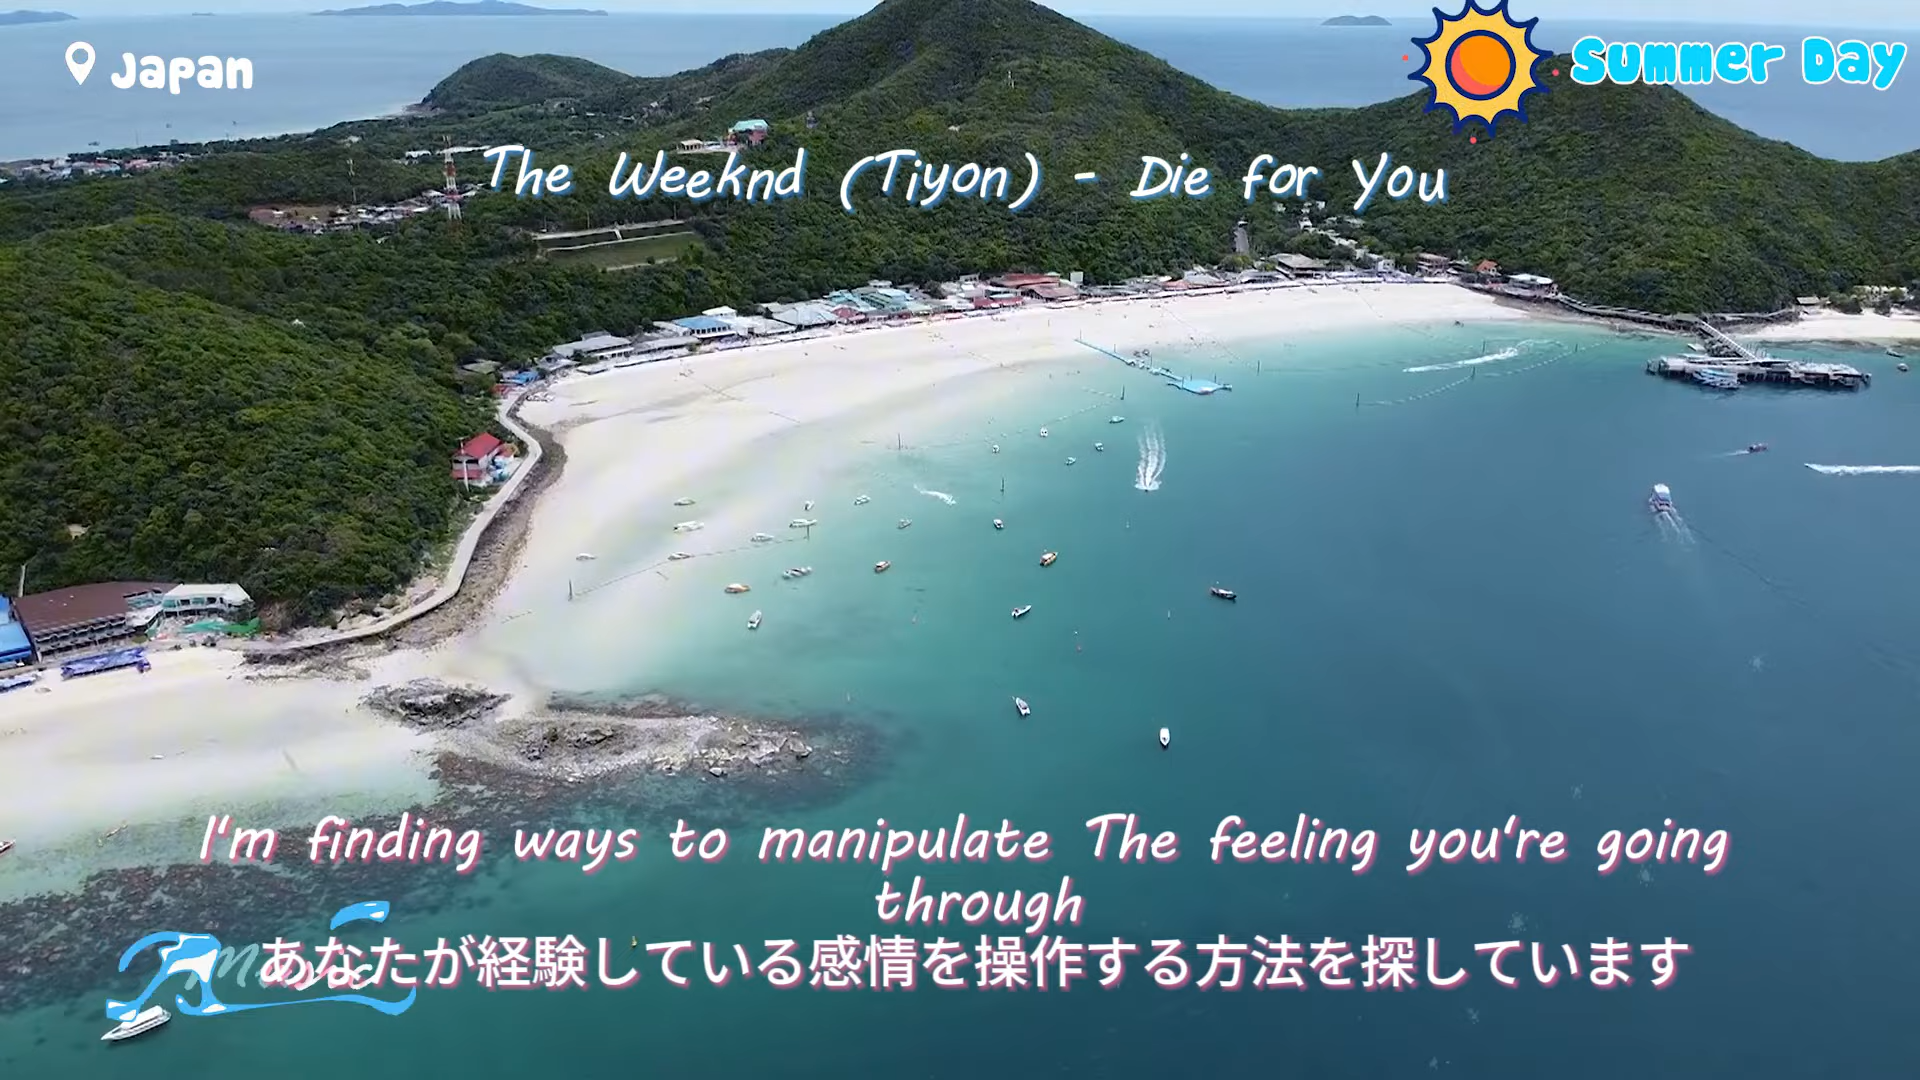 Japan
Summer Day
The Weeknd (Tiyon) - Die for You
I'm finding ways to manipulate The feeling you're going
through
あなたが経験している感情を操作する方法を探しています